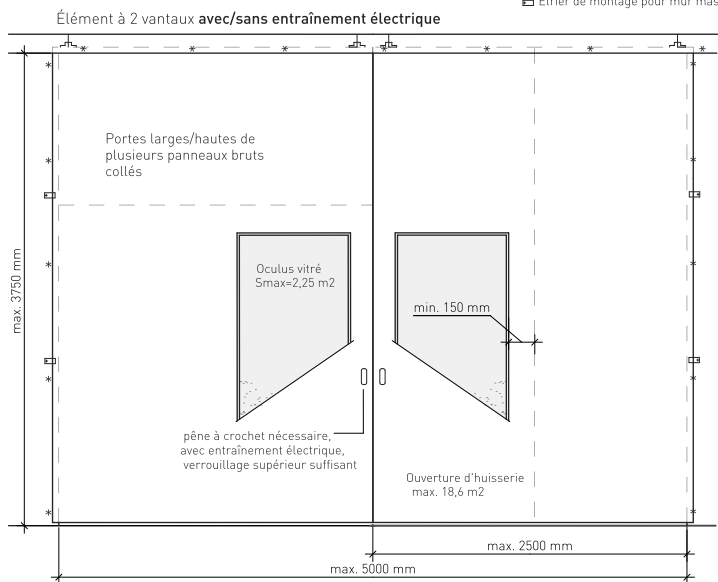 Étrier de montage pour mur mas
Élément à 2 vantaux avec/sans entraînement électrique
Portes larges/hautes de
plusieurs panneaux bruts
collés
max. 3750 mm
Oculus vitré
Smax=2,25 m2
min. 150 mm
pêne à crochet nécessaire,
avec entraînement électrique,
verrouillage supérieur suffisant
Ouverture d'huisserie
max. 18,6 m2
max. 2500 mm
max. 5000 mm